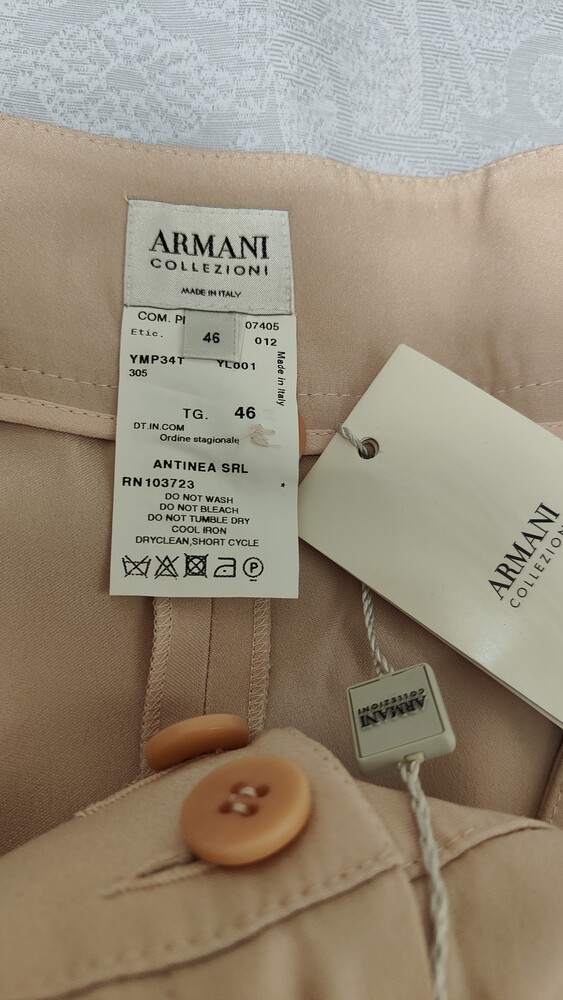 ARMANI
COLLEZIONI
MADE IN ITALY
COM. 07405
Etic. 46 012
YMP34T YL001
305
Made in Italy
TG. 46
DT.IN.COM
Ordine stagionale
ANTINEA SRL
RN103723 *
DO NOT WASH
DO NOT BLEACH
DO NOT TUMBLE DRY
COOL IRON
DRYCLEAN,SHORT CYCLE
P
ARMANI
COLLEZIONI
ARMANI